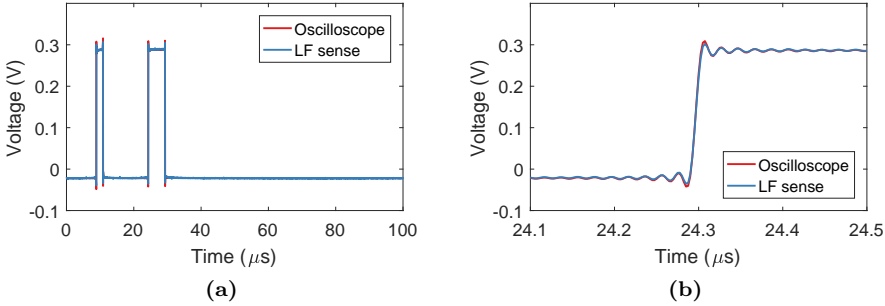 Oscilloscope
LF sense
Voltage (V)
0.3
0.2
0.1
0
-0.1
0 20 40 60 80 100
Time (μs)
(a)
Voltage (V)
0.3
0.2
0.1
0
-0.1
Oscilloscope
LF sense
24.1 24.2 24.3 24.4 24.5
Time (μs)
(b)